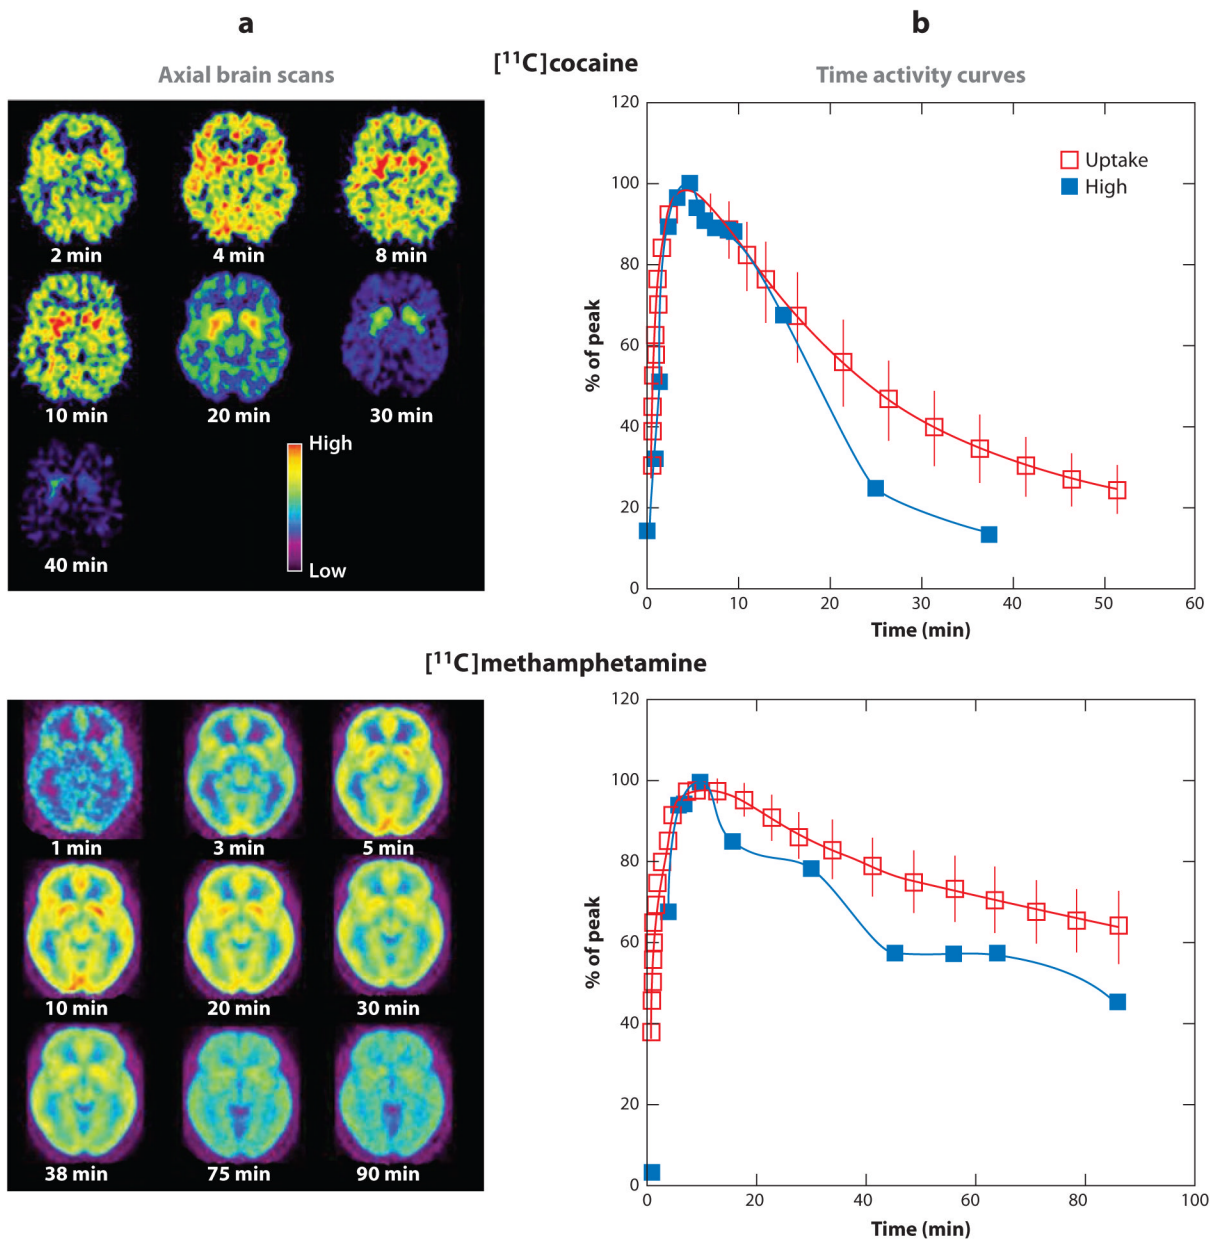 a
b
[¹¹C]cocaine
Axial brain scans
Time activity curves
2 min
4 min
8 min
10 min
20 min
30 min
High
40 min
Low
120
100
80
60
40
20
0
% of peak
Uptake
High
0 10 20 30 40 50 60
Time (min)
[¹¹C]methamphetamine
1 min
3 min
5 min
10 min
20 min
30 min
38 min
75 min
90 min
120
100
80
60
40
20
0
% of peak
0 20 40 60 80 100
Time (min)